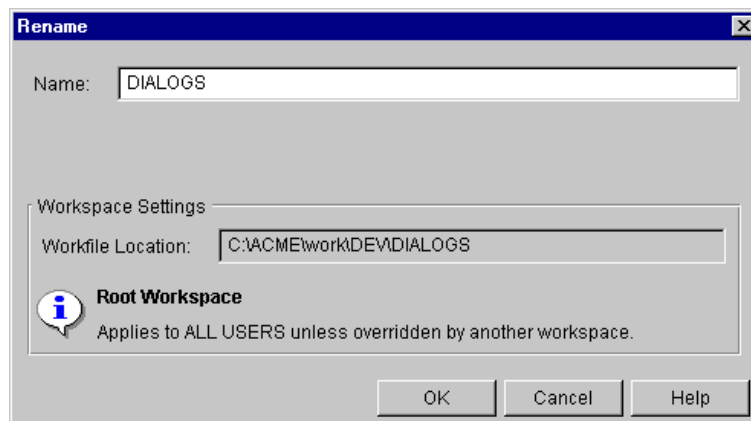 Rename
Name: DIALOGS
Workspace Settings
Workfile Location: C:\ACME\work\DEV\DIALOGS
Root Workspace
Applies to ALL USERS unless overridden by another workspace.
OK Cancel Help